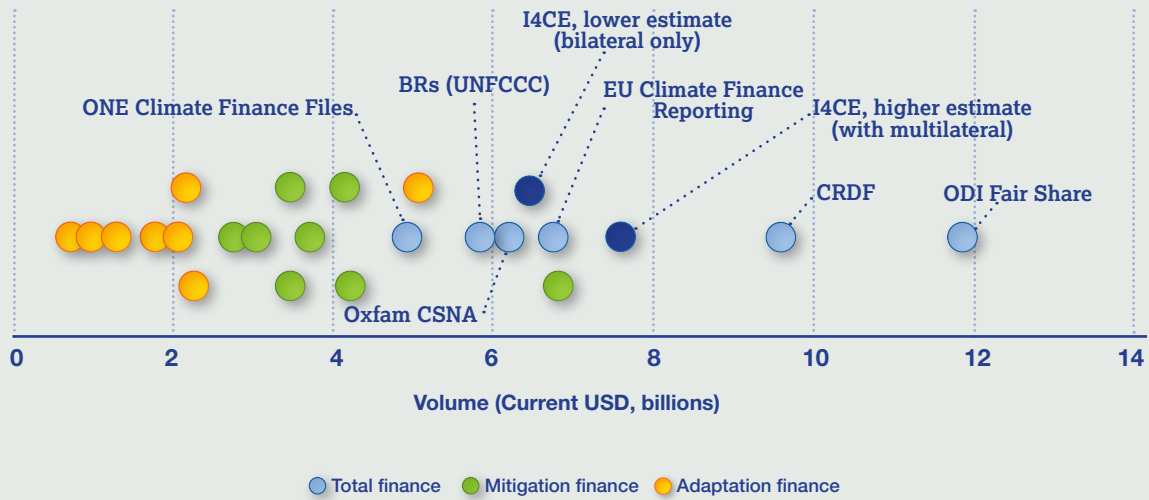 I4CE, lower estimate
(bilateral only)
BRs (UNFCCC)
EU Climate Finance
Reporting
ONE Climate Finance Files
I4CE, higher estimate
(with multilateral)
CRDF
ODI Fair Share
Oxfam CSNA
0 2 4 6 8 10 12 14
Volume (Current USD, billions)
Total finance Mitigation finance Adaptation finance